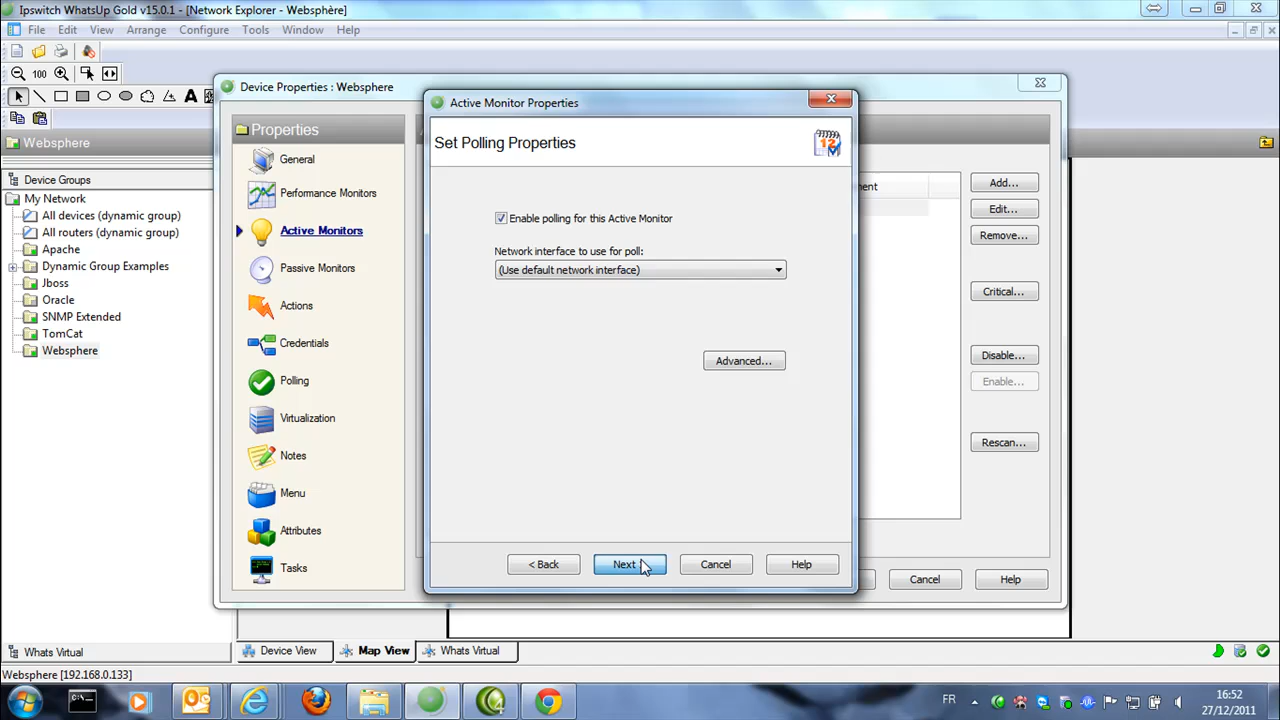 Ipswitch WhatsUp Gold v15.0.1 - [Network Explorer - Websphère]
File Edit View Arrange Configure Tools Window Help
100
A
Device Properties : Websphere
Active Monitor Properties
Websphere
Properties
Set Polling Properties
12
Device Groups
My Network
All devices (dynamic group)
All routers (dynamic group)
Apache
Dynamic Group Examples
Jboss
Oracle
SNMP Extended
TomCat
Websphere
General
Performance Monitors
Active Monitors
Passive Monitors
Actions
Credentials
Polling
Virtualization
Notes
Menu
Attributes
Tasks
Enable polling for this Active Monitor
Network interface to use for poll:
(Use default network interface)
Advanced...
< Back Next Cancel Help
Add...
Edit...
Remove...
Critical...
Disable...
Enable...
Rescan...
Cancel Help
Whats Virtual
Device View Map View Whats Virtual
Websphere [192.168.0.133]
FR
16:52
27/12/2011